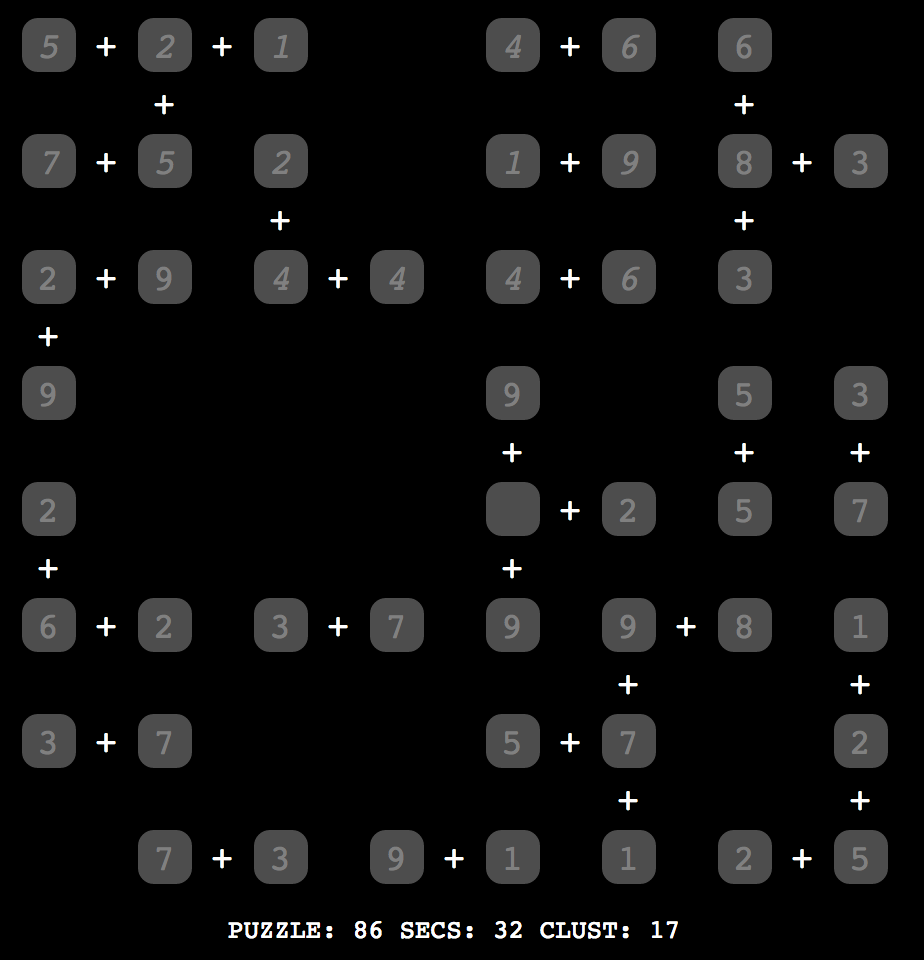 5 + 2 + 1 4 + 6 6
+ +
7 + 5 2 1 + 9 8 + 3
+ +
2 + 9 4 + 4 4 + 6 3
+
9 9 5 3
+ + +
2 + 2 5 7
+ +
6 + 2 3 + 7 9 9 + 8 1
+ +
3 + 7 5 + 7 2
+ +
7 + 3 9 + 1 1 2 + 5
PUZZLE: 86 SECS: 32 CLUST: 17